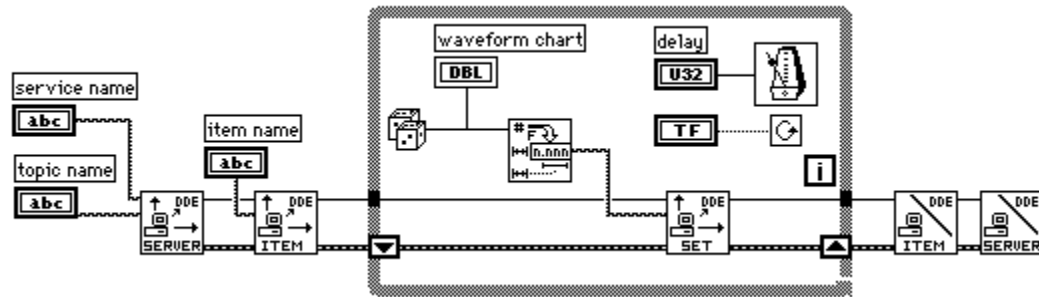 waveform chart
delay
DBL
U32
service name
abc
item name
# F
n.nnn
TF
topic name
abc
i
abc
DDE
SERVER
DDE
ITEM
DDE
SET
DDE
ITEM
DDE
SERVER